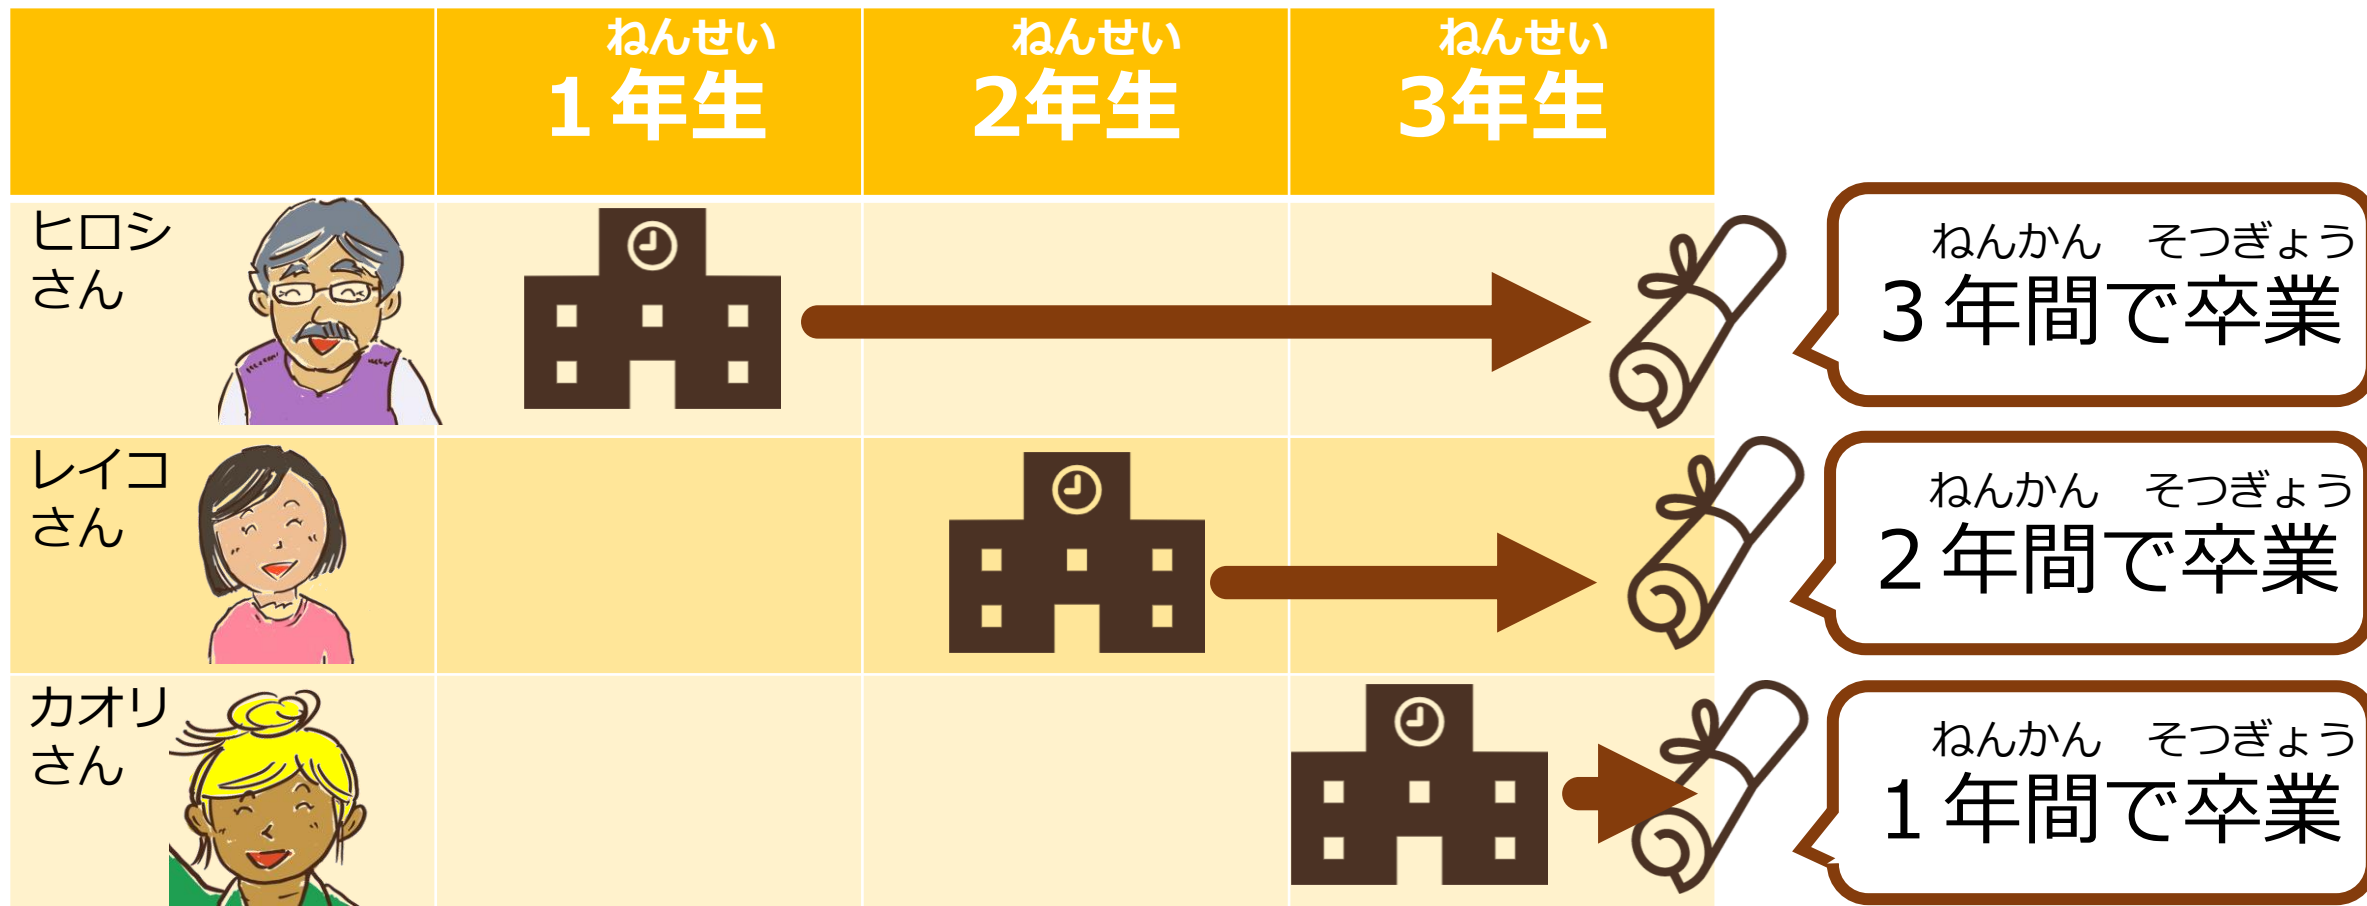 ねんせい ねんせい ねんせい
1年生 2年生 3年生
ヒロシ
さん
ねんかん そつぎょう
3年間で卒業
レイコ
さん
ねんかん そつぎょう
2年間で卒業
カオリ
さん
ねんかん そつぎょう
1年間で卒業